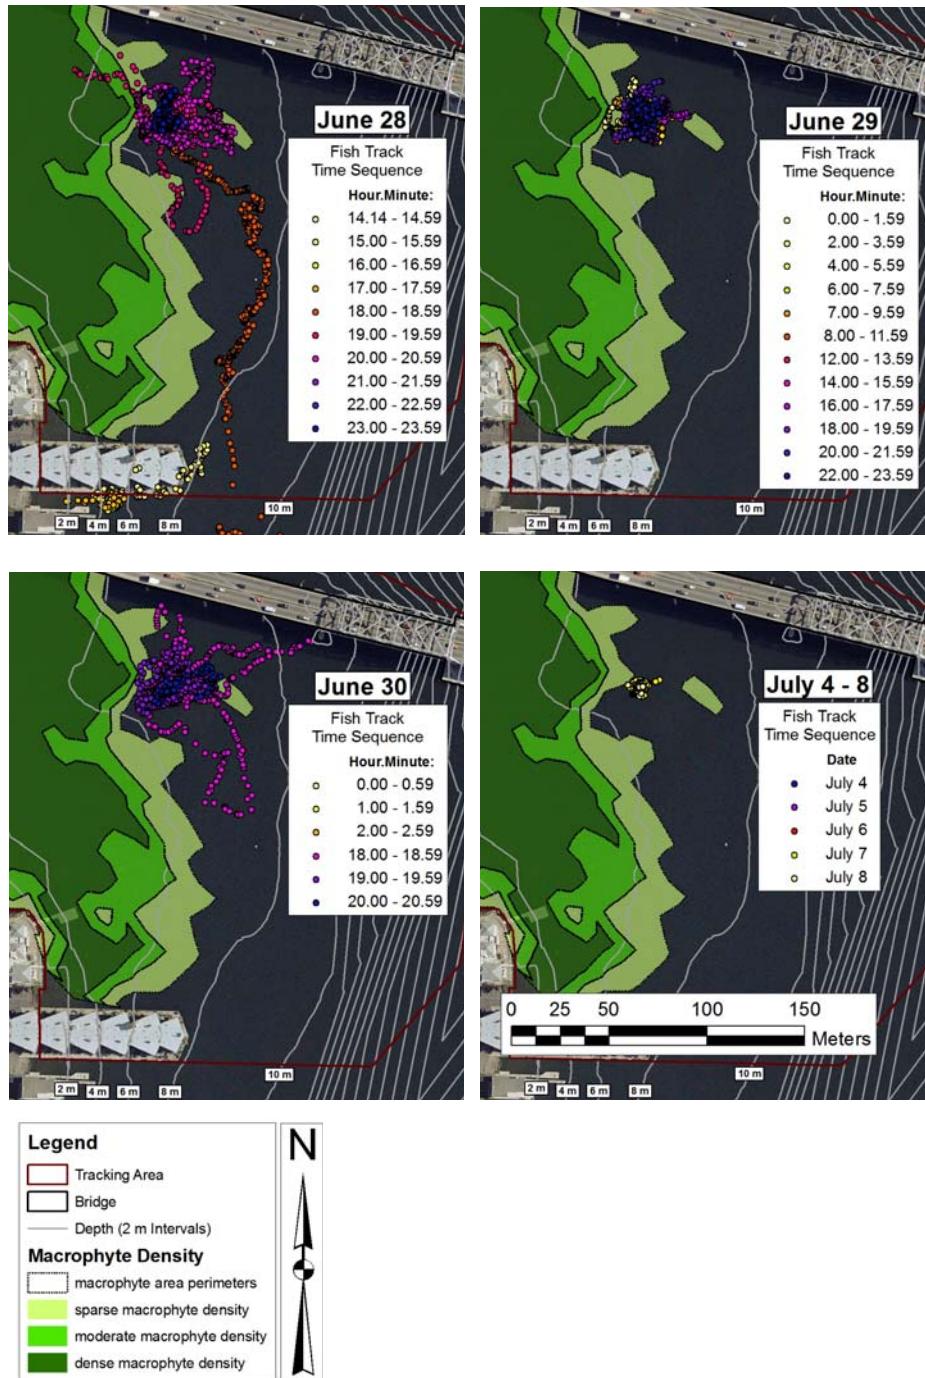 June 28
Fish Track
Time Sequence
Hour.Minute:
14.14 - 14.59
15.00 - 15.59
16.00 - 16.59
17.00 - 17.59
18.00 - 18.59
19.00 - 19.59
20.00 - 20.59
21.00 - 21.59
22.00 - 22.59
23.00 - 23.59
2 m
4 m
6 m
8 m
10 m
June 29
Fish Track
Time Sequence
Hour.Minute:
0.00 - 1.59
2.00 - 3.59
4.00 - 5.59
6.00 - 7.59
7.00 - 9.59
8.00 - 11.59
12.00 - 13.59
14.00 - 15.59
16.00 - 17.59
18.00 - 19.59
20.00 - 21.59
22.00 - 23.59
2 m
4 m
6 m
8 m
10 m
June 30
Fish Track
Time Sequence
Hour.Minute:
0.00 - 0.59
1.00 - 1.59
2.00 - 2.59
18.00 - 18.59
19.00 - 19.59
20.00 - 20.59
2 m
4 m
6 m
8 m
10 m
July 4 - 8
Fish Track
Time Sequence
Date
July 4
July 5
July 6
July 7
July 8
0 25 50 100 150
Meters
2 m
4 m
6 m
8 m
10 m
Legend
Tracking Area
Bridge
Depth (2 m Intervals)
Macrophyte Density
macrophyte area perimeters
sparse macrophyte density
moderate macrophyte density
dense macrophyte density
N